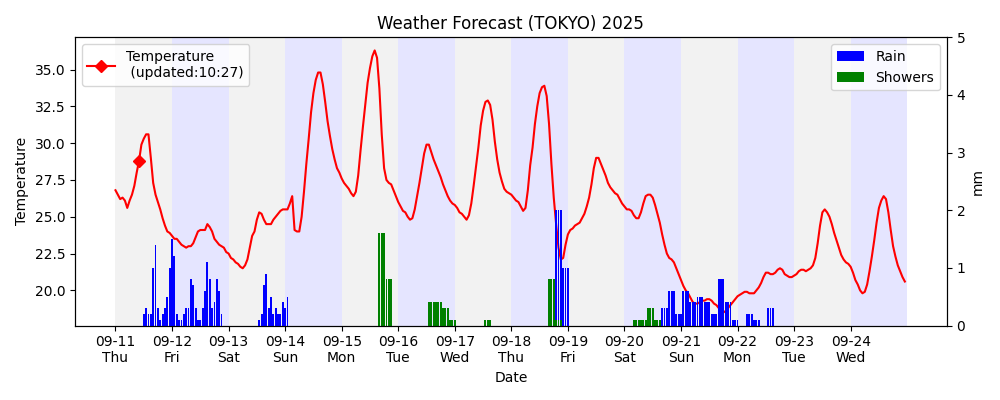 Weather Forecast (TOKYO) 2025
Temperature
(updated:10:27)
Rain
Showers
Temperature
35.0
32.5
30.0
27.5
25.0
22.5
20.0
5
4
3
2
1
0
mm
09-11 09-12 09-13 09-14 09-15 09-16 09-17 09-18 09-19 09-20 09-21 09-22 09-23 09-24
Thu Fri Sat Sun Mon Tue Wed Thu Fri Sat Sun Mon Tue Wed
Date